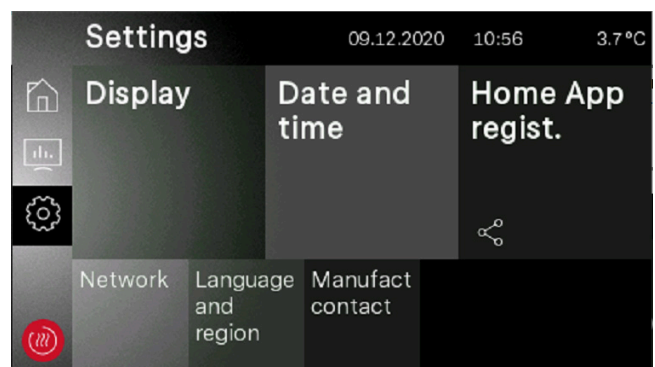 Settings 09.12.2020 10:56 3.7°C
Display
Date and
time
Home App
regist.
Network
Language
and
region
Manufact
contact